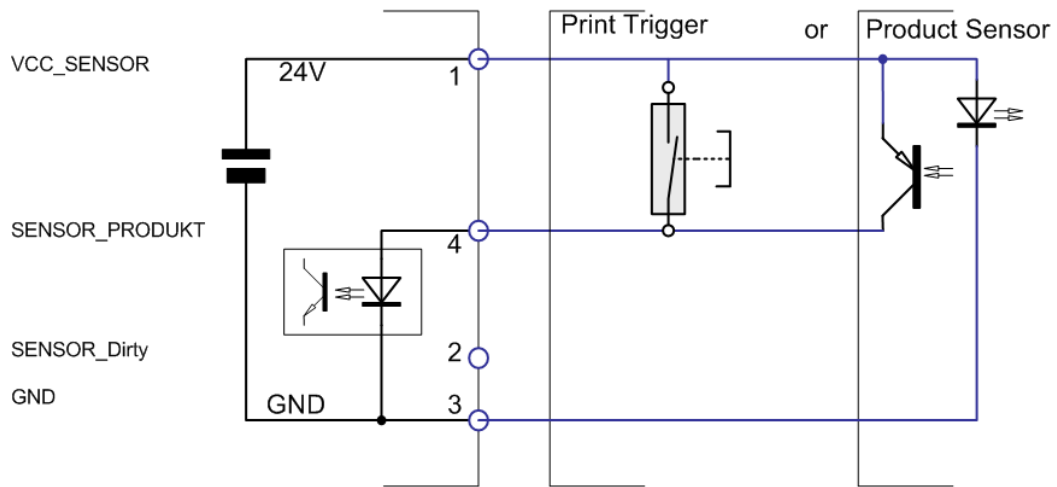 Print Trigger or Product Sensor
VCC_SENSOR 24V 1
SENSOR_PRODUKT 4
SENSOR_Dirty 2
GND GND 3